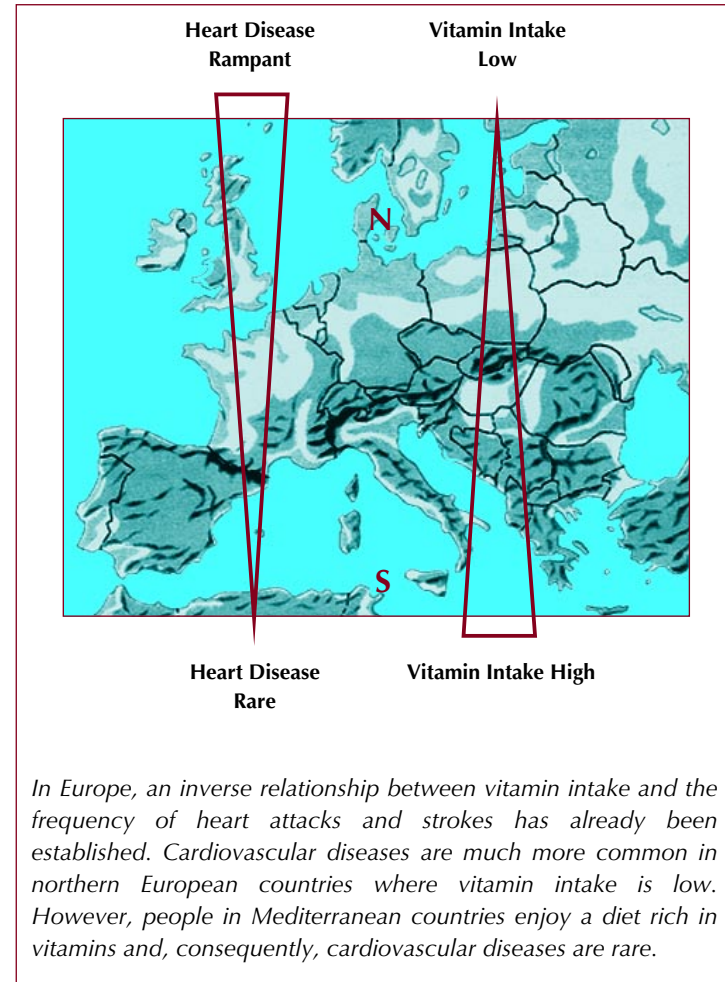 Heart Disease
Rampant
Vitamin Intake
Low
N
S
Heart Disease
Rare
Vitamin Intake High
In Europe, an inverse relationship between vitamin intake and the
frequency of heart attacks and strokes has already been
established. Cardiovascular diseases are much more common in
northern European countries where vitamin intake is low.
However, people in Mediterranean countries enjoy a diet rich in
vitamins and, consequently, cardiovascular diseases are rare.